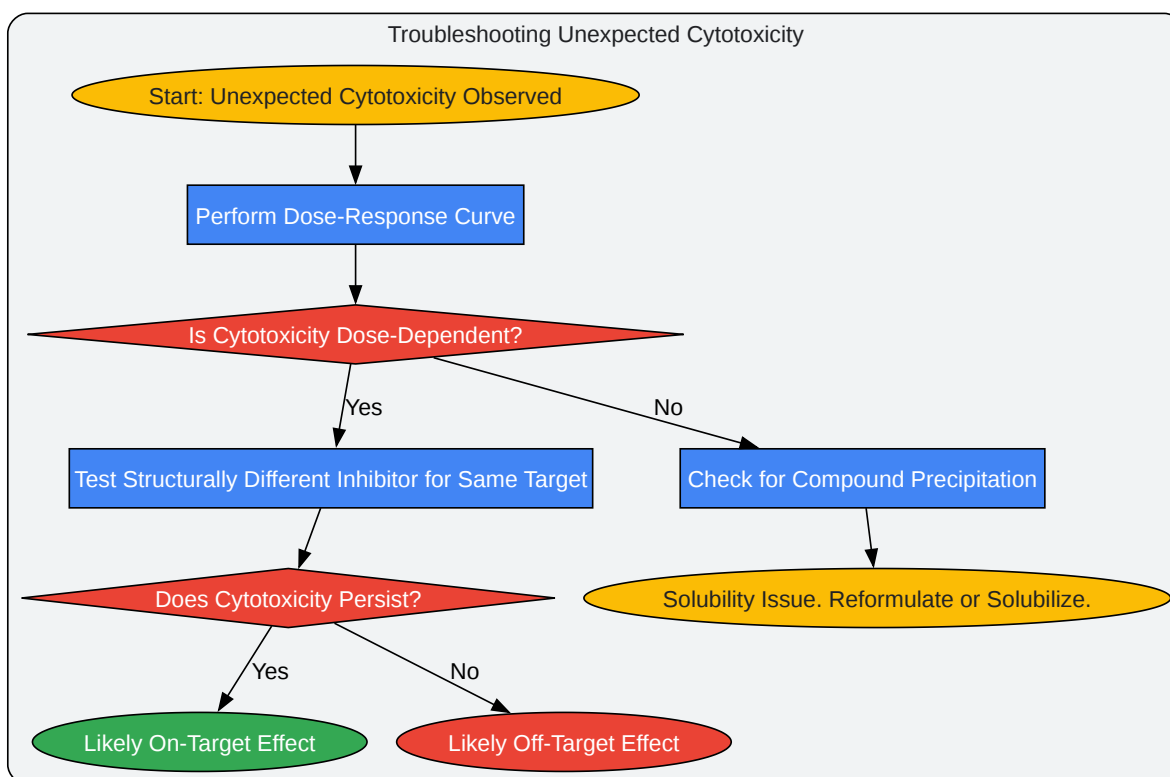 Troubleshooting Unexpected Cytotoxicity
Start: Unexpected Cytotoxicity Observed
Perform Dose-Response Curve
Is Cytotoxicity Dose-Dependent?
Yes
No
Test Structurally Different Inhibitor for Same Target
Check for Compound Precipitation
Does Cytotoxicity Persist?
Solubility Issue. Reformulate or Solubilize.
Yes
No
Likely On-Target Effect
Likely Off-Target Effect